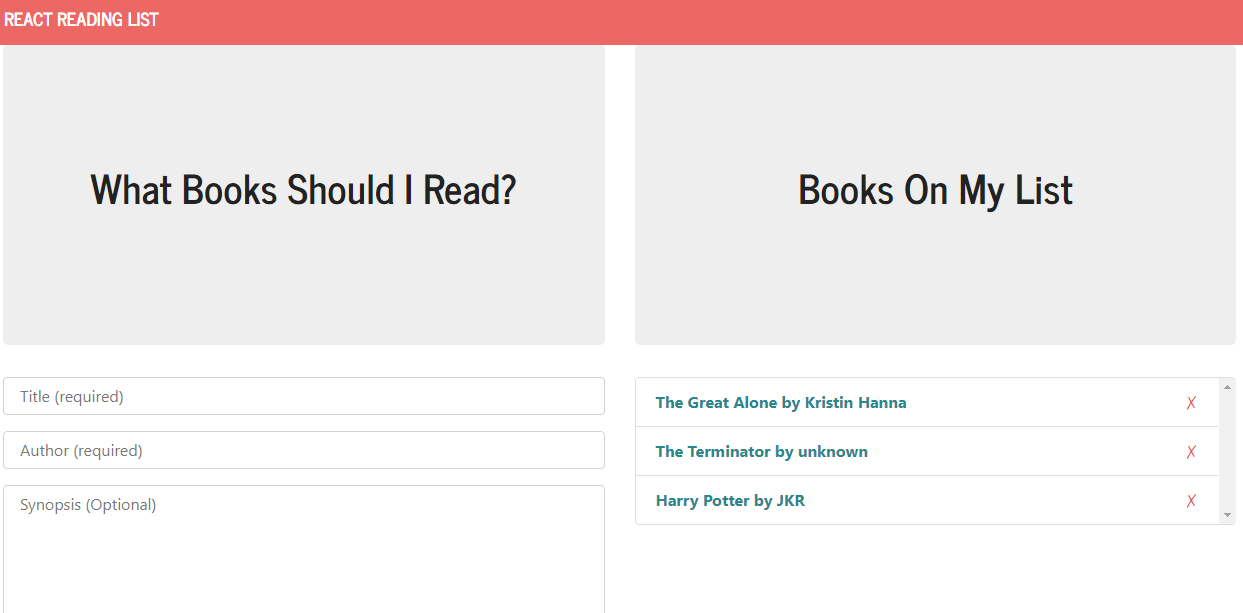 REACT READING LIST
What Books Should I Read?
Title (required)
Author (required)
Synopsis (Optional)
Books On My List
The Great Alone by Kristin Hanna ✗
The Terminator by unknown ✗
Harry Potter by JKR ✗